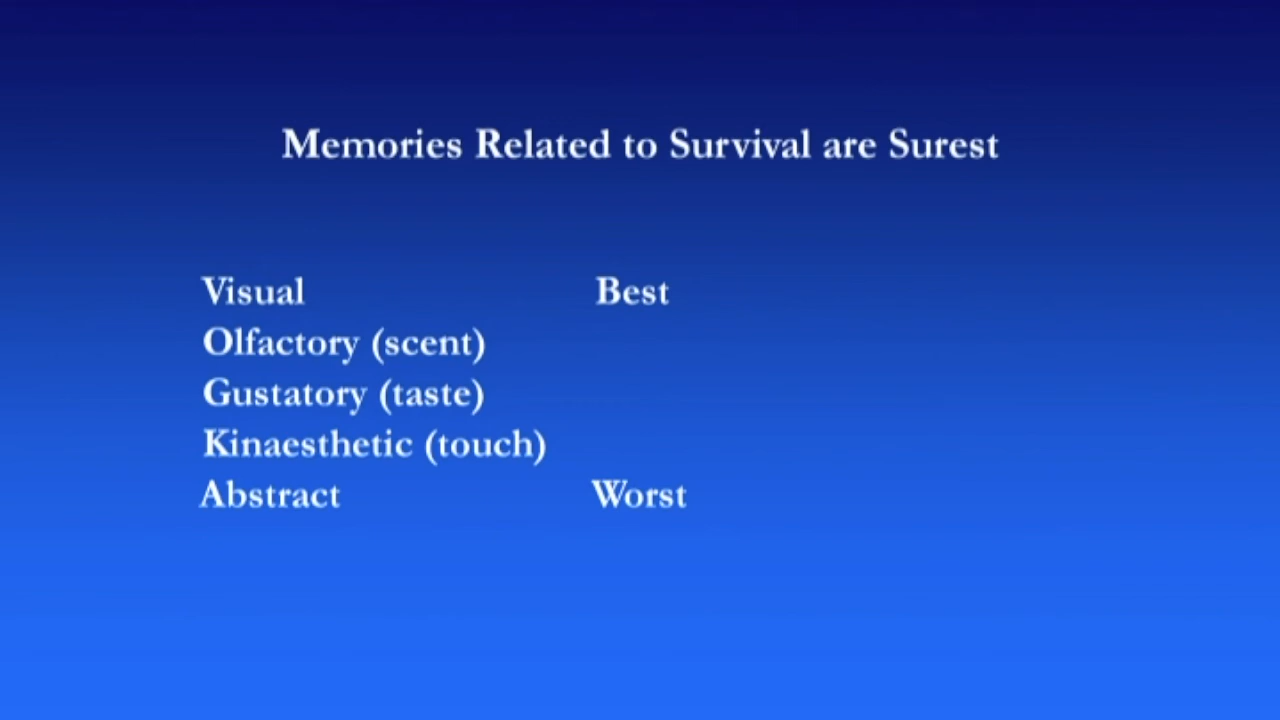 Memories Related to Survival are Surest
Visual Best
Olfactory (scent)
Gustatory (taste)
Kinaesthetic (touch)
Abstract Worst